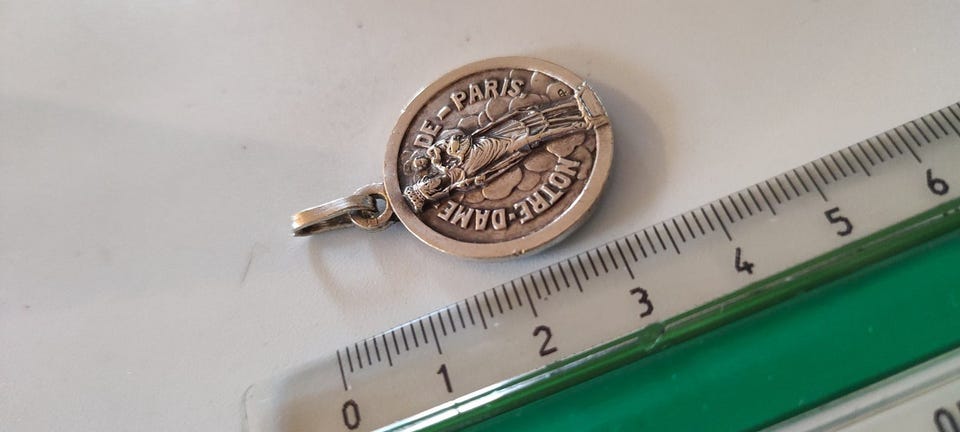 NOTRE-DAME
DE-PARIS
0 1 2 3 4 5 6